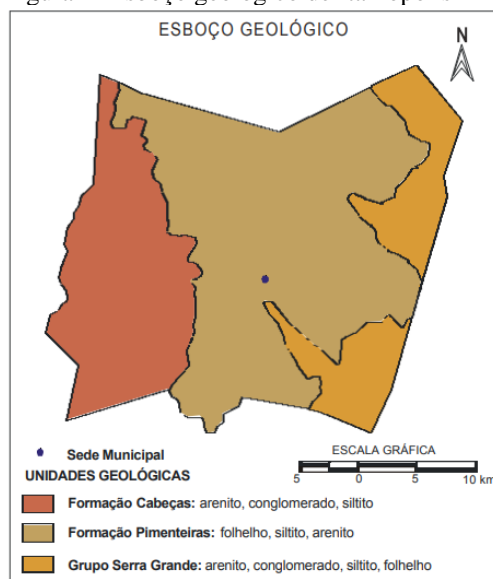 ESBOÇO GEOLÓGICO
N
Sede Municipal
UNIDADES GEOLÓGICAS
ESCALA GRÁFICA
5 0 5 10 km
Formação Cabeças: arenito, conglomerado, siltito
Formação Pimenteiras: folhelho, siltito, arenito
Grupo Serra Grande: arenito, conglomerado, siltito, folhelho